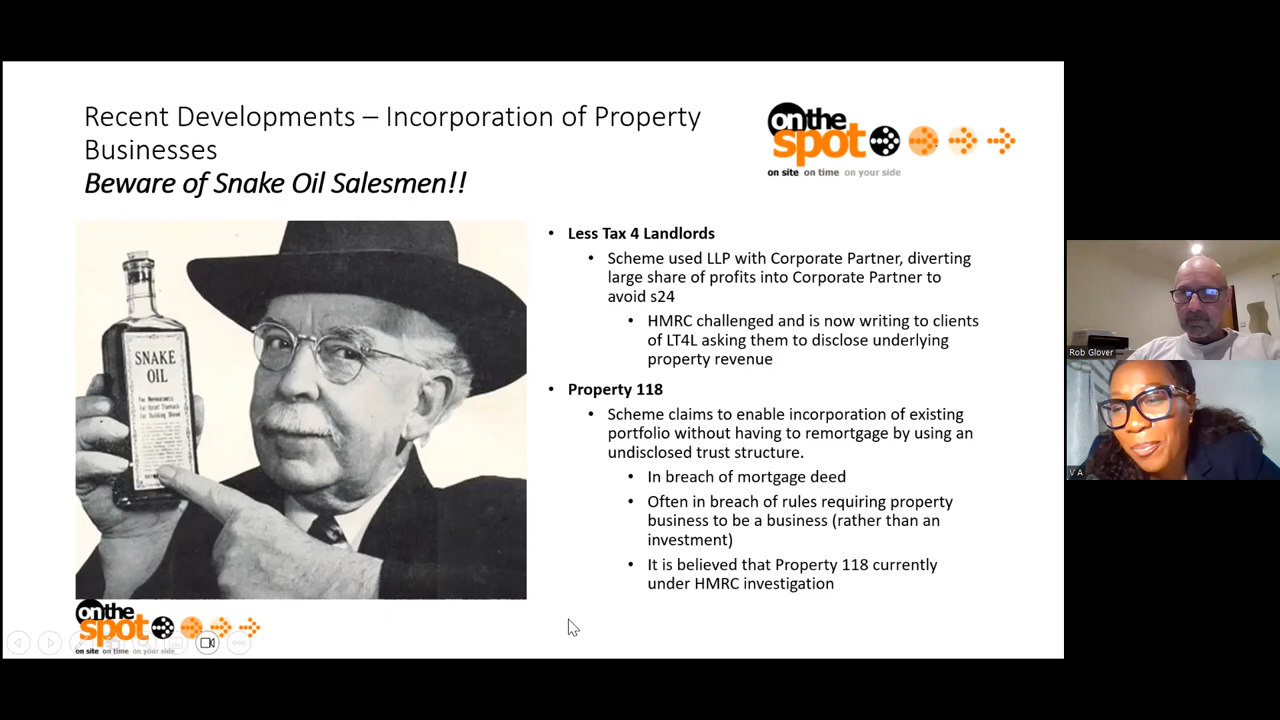 Recent Developments – Incorporation of Property
Businesses
Beware of Snake Oil Salesmen!!
on the
spot
on site on time on your side
SNAKE
OIL
• Less Tax 4 Landlords
• Scheme used LLP with Corporate Partner, diverting
large share of profits into Corporate Partner to
avoid s24
• HMRC challenged and is now writing to clients
of LT4L asking them to disclose underlying
property revenue
• Property 118
• Scheme claims to enable incorporation of existing
portfolio without having to remortgage by using an
undisclosed trust structure.
• In breach of mortgage deed
• Often in breach of rules requiring property
business to be a business (rather than an
investment)
• It is believed that Property 118 currently
under HMRC investigation
on the
spot
on site on time on your side
Rob Glover
V A